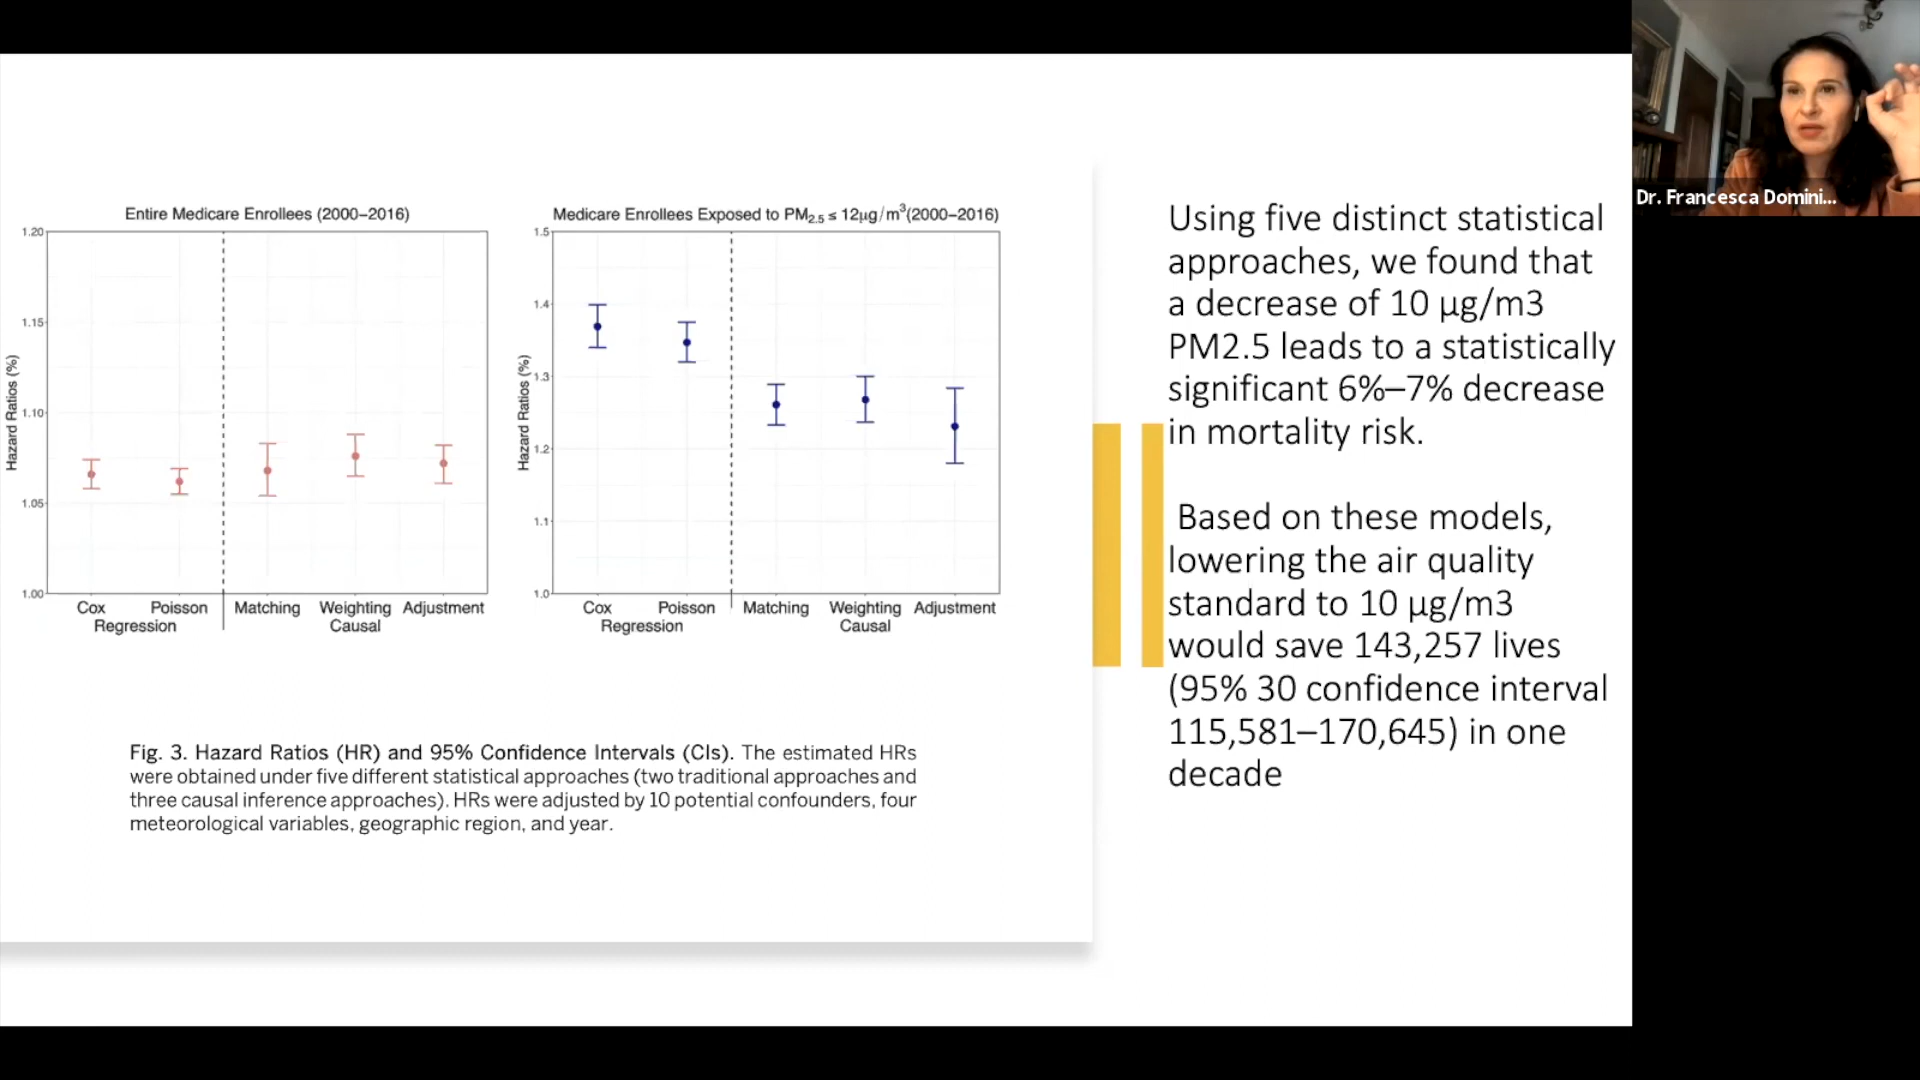 Dr. Francesca Domini...
Entire Medicare Enrollees (2000–2016)
1.20
1.15
1.10
1.05
1.00
Hazard Ratios (%)
Cox Poisson Matching Weighting Adjustment
Regression Causal
Medicare Enrollees Exposed to PM2.5 ≤ 12μg/m³(2000–2016)
1.5
1.4
1.3
1.2
1.1
1.0
Hazard Ratios (%)
Cox Poisson Matching Weighting Adjustment
Regression Causal
Fig. 3. Hazard Ratios (HR) and 95% Confidence Intervals (CIs). The estimated HRs
were obtained under five different statistical approaches (two traditional approaches and
three causal inference approaches). HRs were adjusted by 10 potential confounders, four
meteorological variables, geographic region, and year.
Using five distinct statistical
approaches, we found that
a decrease of 10 μg/m3
PM2.5 leads to a statistically
significant 6%–7% decrease
in mortality risk.
Based on these models,
lowering the air quality
standard to 10 μg/m3
would save 143,257 lives
(95% 30 confidence interval
115,581–170,645) in one
decade